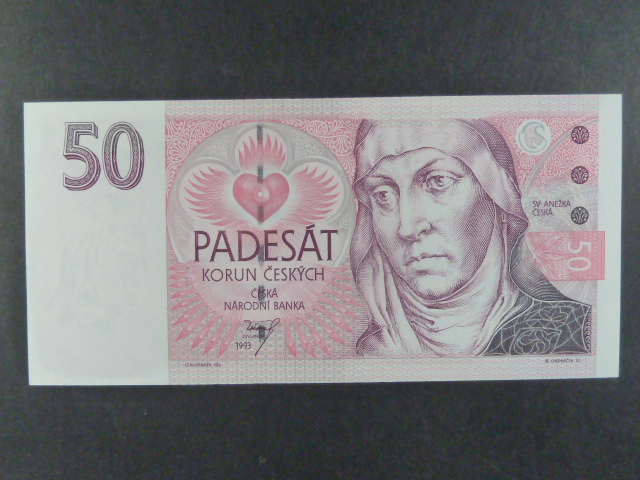 50
SV. ANEŽKA
ČESKÁ
PADESÁT
KORUN ČESKÝCH
ČESKÁ
NÁRODNÍ BANKA
1993
50